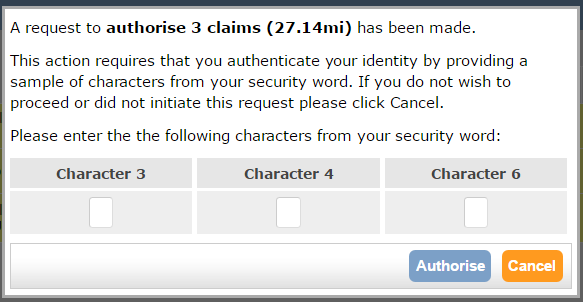 A request to authorise 3 claims (27.14mi) has been made.
This action requires that you authenticate your identity by providing a
sample of characters from your security word. If you do not wish to
proceed or did not initiate this request please click Cancel.
Please enter the the following characters from your security word:
Character 3 Character 4 Character 6
Authorise Cancel